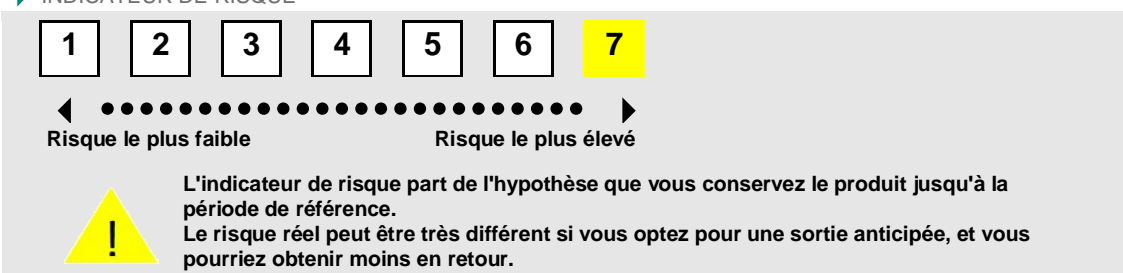 INDICATEUR DE RISQUE
1 2 3 4 5 6 7
Risque le plus faible Risque le plus élevé
L'indicateur de risque part de l'hypothèse que vous conservez le produit jusqu'à la
période de référence.
! Le risque réel peut être très différent si vous optez pour une sortie anticipée, et vous
pourriez obtenir moins en retour.